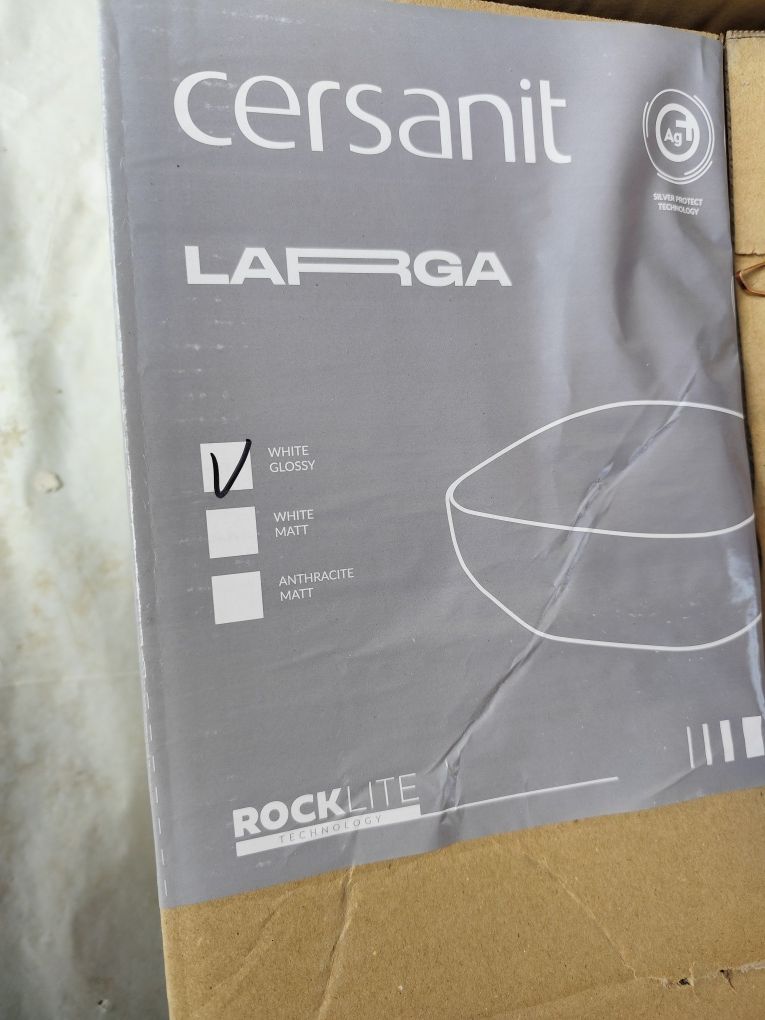 cersanit
Ag+
SILVER PROTECT
TECHNOLOGY
LARGA
WHITE
GLOSSY
WHITE
MATT
ANTHRACITE
MATT
ROCKLITE
TECHNOLOGY